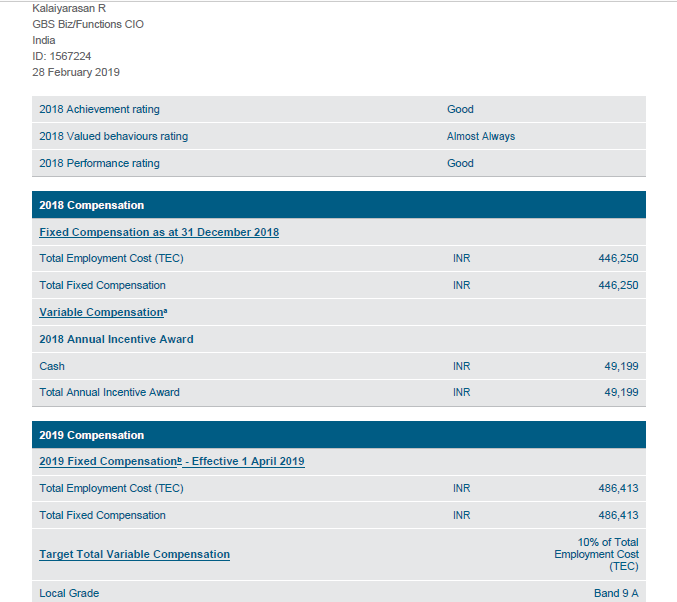 Kalaiyarasan R
GBS Biz/Functions CIO
India
ID: 1567224
28 February 2019
2018 Achievement rating Good
2018 Valued behaviours rating Almost Always
2018 Performance rating Good
2018 Compensation
Fixed Compensation as at 31 December 2018
Total Employment Cost (TEC) INR 446,250
Total Fixed Compensation INR 446,250
Variable Compensationᵃ
2018 Annual Incentive Award
Cash INR 49,199
Total Annual Incentive Award INR 49,199
2019 Compensation
2019 Fixed Compensationᵇ - Effective 1 April 2019
Total Employment Cost (TEC) INR 486,413
Total Fixed Compensation INR 486,413
Target Total Variable Compensation
10% of Total
Employment Cost
(TEC)
Local Grade Band 9 A